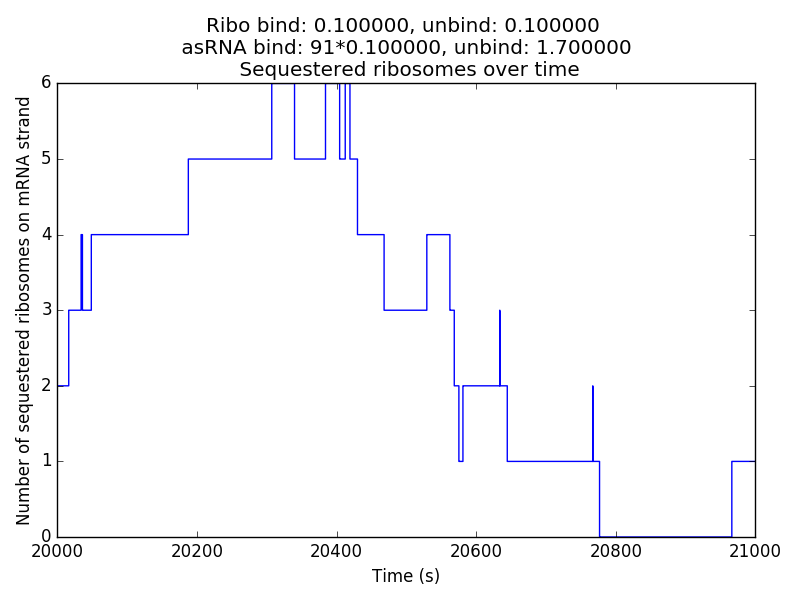 Ribo bind: 0.100000, unbind: 0.100000
asRNA bind: 91*0.100000, unbind: 1.700000
Sequestered ribosomes over time
Number of sequestered ribosomes on mRNA strand
6
5
4
3
2
1
0
20000 20200 20400 20600 20800 21000
Time (s)